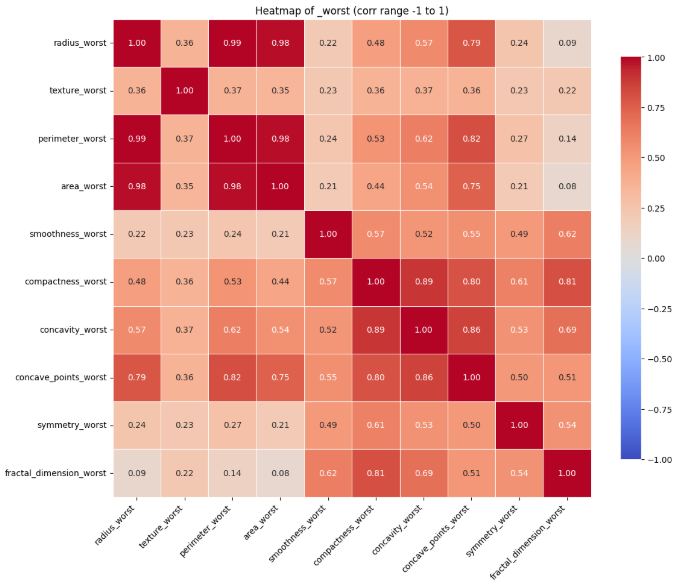 Heatmap of _worst (corr range -1 to 1)
radius_worst 1.00 0.36 0.99 0.98 0.22 0.48 0.57 0.79 0.24 0.09
texture_worst 0.36 1.00 0.37 0.35 0.23 0.36 0.37 0.36 0.23 0.22
perimeter_worst 0.99 0.37 1.00 0.98 0.24 0.53 0.62 0.82 0.27 0.14
area_worst 0.98 0.35 0.98 1.00 0.21 0.44 0.54 0.75 0.21 0.08
smoothness_worst 0.22 0.23 0.24 0.21 1.00 0.57 0.52 0.55 0.49 0.62
compactness_worst 0.48 0.36 0.53 0.44 0.57 1.00 0.89 0.80 0.61 0.81
concavity_worst 0.57 0.37 0.62 0.54 0.52 0.89 1.00 0.86 0.53 0.69
concave_points_worst 0.79 0.36 0.82 0.75 0.55 0.80 0.86 1.00 0.50 0.51
symmetry_worst 0.24 0.23 0.27 0.21 0.49 0.61 0.53 0.50 1.00 0.54
fractal_dimension_worst 0.09 0.22 0.14 0.08 0.62 0.81 0.69 0.51 0.54 1.00
radius_worst
texture_worst
perimeter_worst
area_worst
smoothness_worst
compactness_worst
concavity_worst
concave_points_worst
symmetry_worst
fractal_dimension_worst
1.00
0.75
0.50
0.25
0.00
−0.25
−0.50
−0.75
−1.00